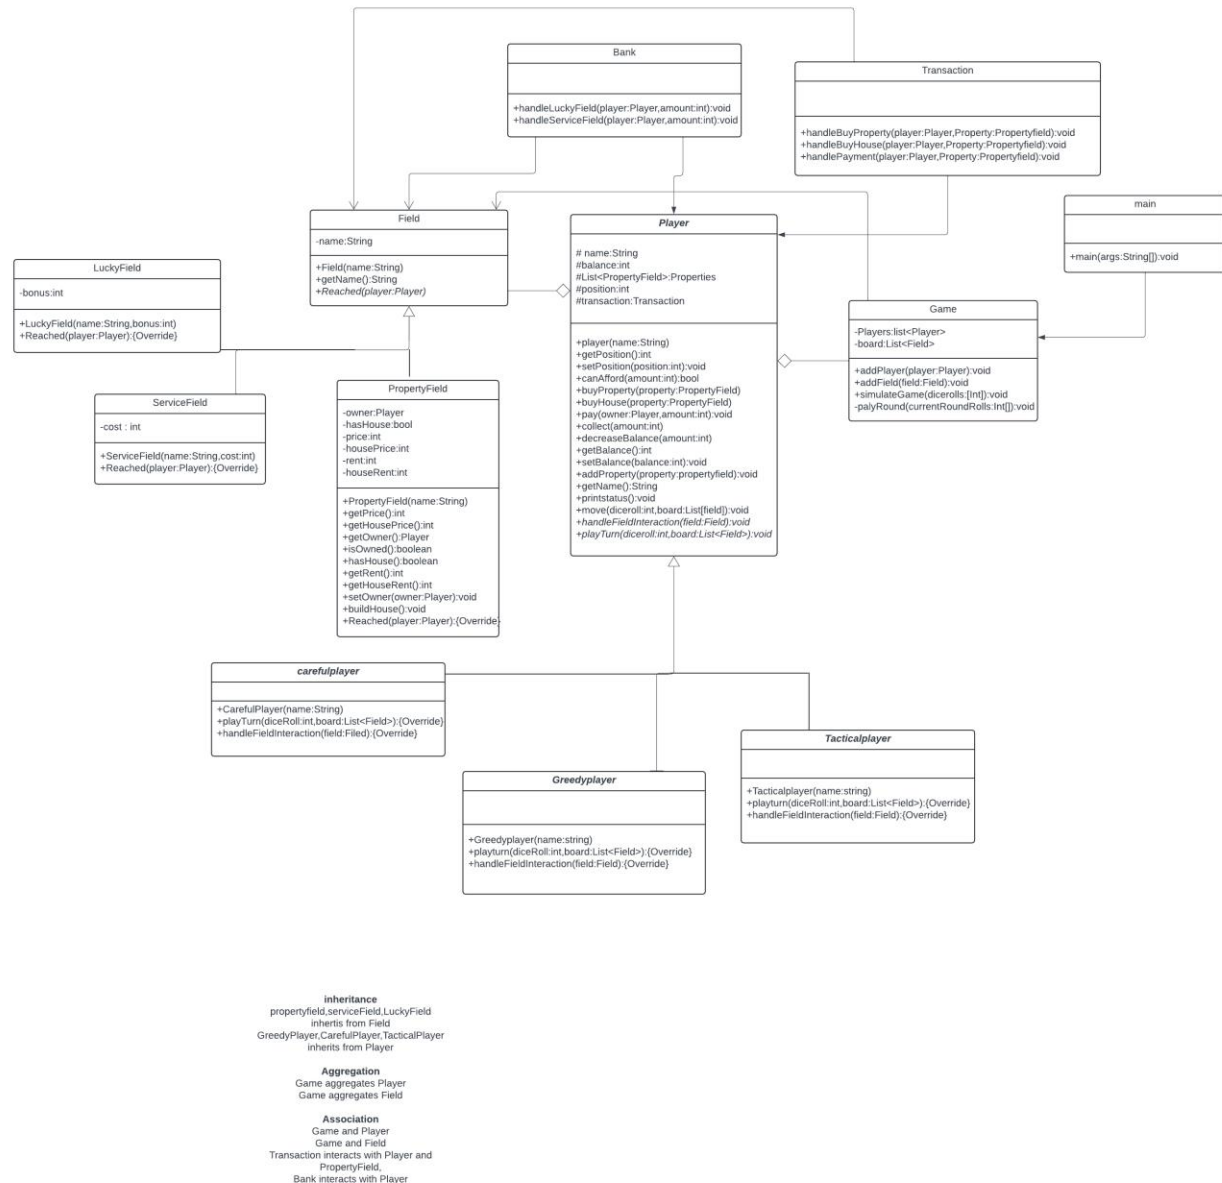 Bank
+handleLuckyField(player:Player,amount:int):void
+handleServiceField(player:Player,amount:int):void
Transaction
+handleBuyProperty(player:Player,Property:Propertyfield):void
+handleBuyHouse(player:Player,Property:Propertyfield):void
+handlePayment(player:Player,Property:Propertyfield):void
main
+main(args:String[]):void
Field
-name:String
+Field(name:String)
+getName():String
+Reached(player:Player)
Player
# name:String
#balance:int
#List<PropertyField>:Properties
#position:int
#transaction:Transaction
+player(name:String)
+getPosition():int
+setPosition(position:int):void
+canAfford(amount:int):bool
+buyProperty(property:PropertyField)
+buyHouse(property:PropertyField)
+pay(owner:Player,amount:int):void
+collect(amount:int)
+decreaseBalance(amount:int)
+getBalance():int
+setBalance(balance:int):void
+addProperty(property:propertyfield):void
+getName():String
+printstatus():void
+move(diceroll:int,board:List[field]):void
+handleFieldInteraction(field:Field):void
+playTurn(diceroll:int,board:List<Field>):void
LuckyField
-bonus:int
+LuckyField(name:String,bonus:int)
+Reached(player:Player):{Override}
Game
-Players:list<Player>
-board:List<Field>
+addPlayer(player:Player):void
+addField(field:Field):void
+simulateGame(dicerolls:[Int]):void
-palyRound(currentRoundRolls:Int[]):void
ServiceField
-cost : int
+ServiceField(name:String,cost:int)
+Reached(player:Player):{Override}
PropertyField
-owner:Player
-hasHouse:bool
-price:int
-housePrice:int
-rent:int
-houseRent:int
+PropertyField(name:String)
+getPrice():int
+getHousePrice():int
+getOwner():Player
+isOwned():boolean
+hasHouse():boolean
+getRent():int
+getHouseRent():int
+setOwner(owner:Player):void
+buildHouse():void
+Reached(player:Player):{Override}
carefulplayer
+CarefulPlayer(name:String)
+playTurn(diceRoll:int,board:List<Field>):{Override}
+handleFieldInteraction(field:Filed):{Override}
Greedyplayer
+Greedyplayer(name:string)
+playturn(diceRoll:int,board:List<Field>):{Override}
+handleFieldInteraction(field:Field):{Override}
Tacticalplayer
+Tacticalplayer(name:string)
+playturn(diceRoll:int,board:List<Field>):{Override}
+handleFieldInteraction(field:Field):{Override}
inheritance
propertyfield,serviceField,LuckyField
inhertis from Field
GreedyPlayer,CarefulPlayer,TacticalPlayer
inherits from Player
Aggregation
Game aggregates Player
Game aggregates Field
Association
Game and Player
Game and Field
Transaction interacts with Player and
PropertyField,
Bank interacts with Player